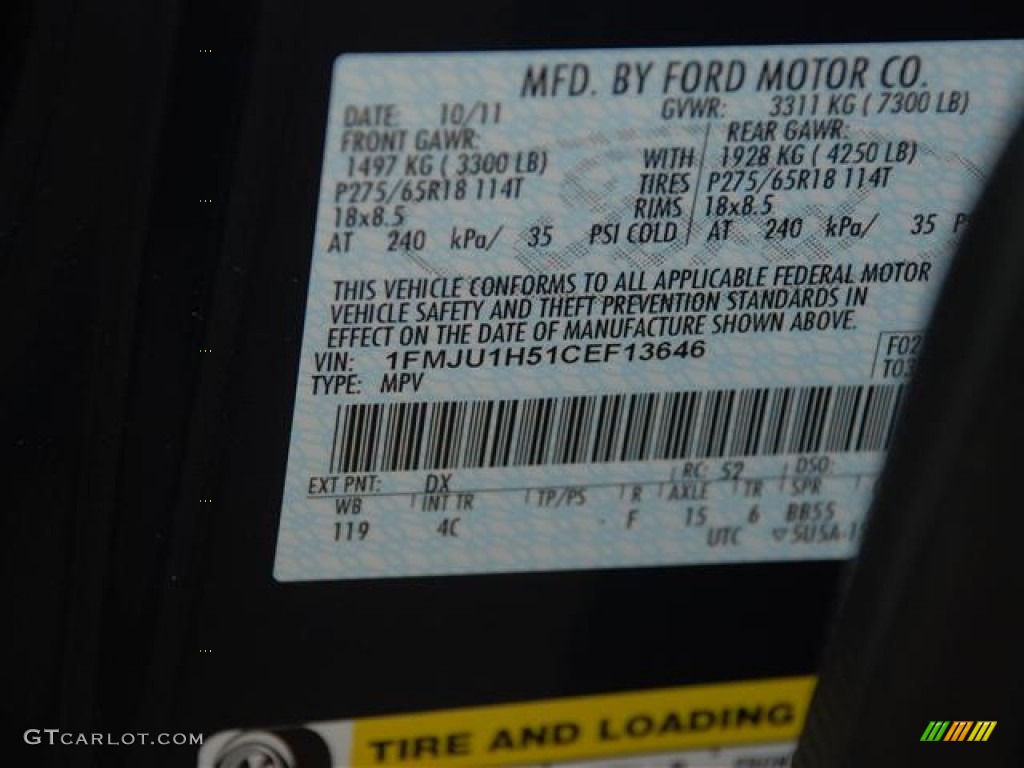 MFD. BY FORD MOTOR CO.
DATE: 10/11 GVWR: 3311 KG ( 7300 LB)
FRONT GAWR: REAR GAWR:
1497 KG ( 3300 LB) WITH 1928 KG ( 4250 LB)
P275/65R18 114T TIRES P275/65R18 114T
18x8.5 RIMS 18x8.5
AT 240 kPa/ 35 PSI COLD AT 240 kPa/ 35
THIS VEHICLE CONFORMS TO ALL APPLICABLE FEDERAL MOTOR
VEHICLE SAFETY AND THEFT PREVENTION STANDARDS IN
EFFECT ON THE DATE OF MANUFACTURE SHOWN ABOVE.
VIN: 1FMJU1H51CEF13646
TYPE: MPV
EXT PNT: DX RC: 52 DSO:
WB INT TR TP/PS R AXLE TR SPR
119 4C F 15 6 BB55
UTC
TIRE AND LOADING
GTCARLOT.COM